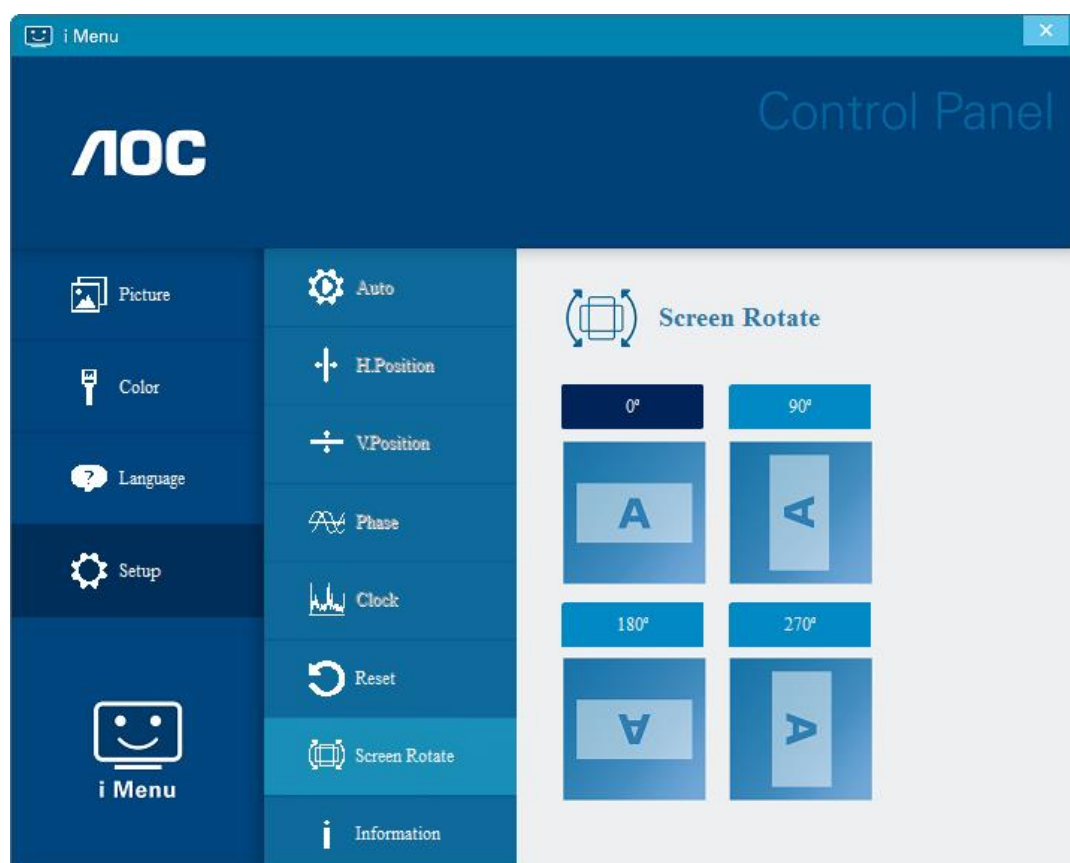 i Menu
Control Panel
AOC
Picture
Color
Language
Setup
i Menu
Auto
H.Position
V.Position
Phase
Clock
Reset
Screen Rotate
i Information
Screen Rotate
0°
90°
A
A
180°
270°
A
A